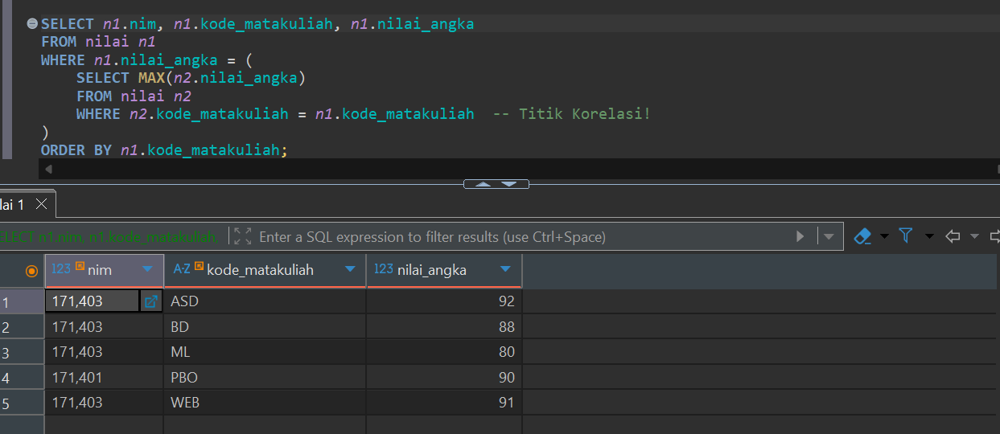 SELECT n1.nim, n1.kode_matakuliah, n1.nilai_angka
FROM nilai n1
WHERE n1.nilai_angka = (
SELECT MAX(n2.nilai_angka)
FROM nilai n2
WHERE n2.kode_matakuliah = n1.kode_matakuliah -- Titik Korelasi!
)
ORDER BY n1.kode_matakuliah;
lai 1
ELECT n1.nim, n1.kode_matakuliah, Enter a SQL expression to filter results (use Ctrl+Space)
123 nim A-Z kode_matakuliah 123 nilai_angka
1 171,403 ASD 92
2 171,403 BD 88
3 171,403 ML 80
4 171,401 PBO 90
5 171,403 WEB 91